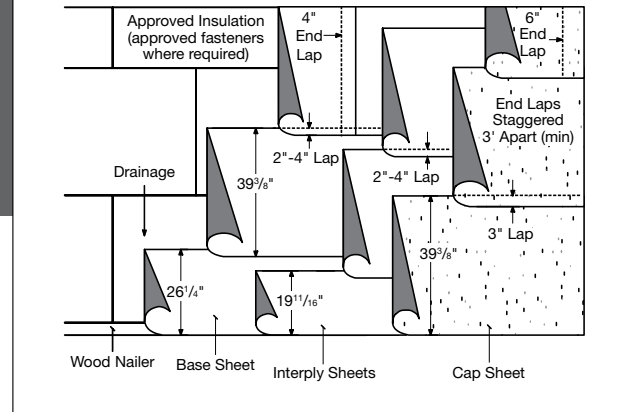 Approved Insulation
(approved fasteners
where required)
4"
End
Lap
6"
End
Lap
End Laps
Staggered
3' Apart (min)
2"-4" Lap
2"-4" Lap
Drainage
39³/₈"
3" Lap
39³/₈"
26¹/₄"
19¹¹/₁₆"
Wood Nailer
Base Sheet
Interply Sheets
Cap Sheet